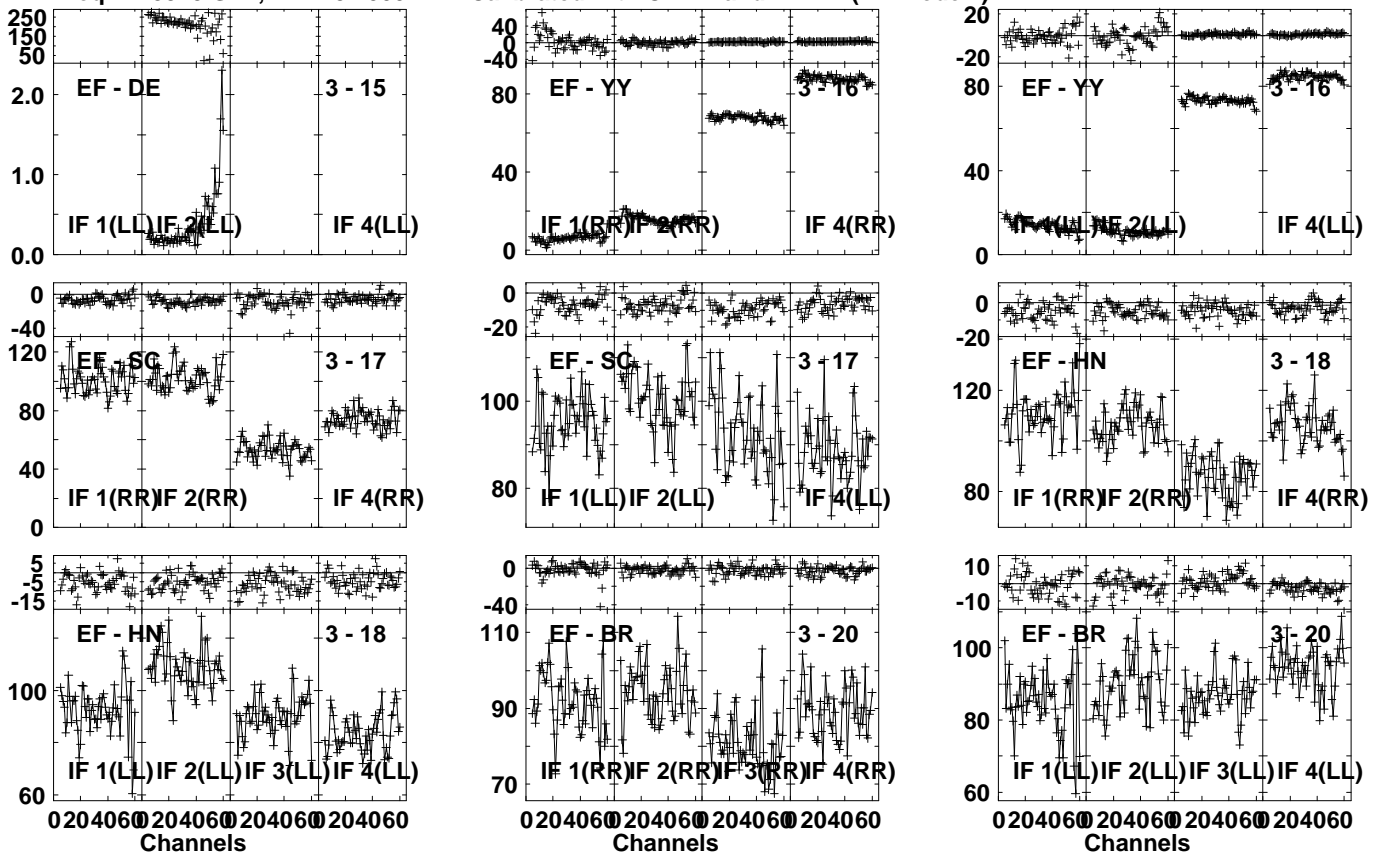 250
150
50
40
0
-40
20
0
-20
EF - DE 3 - 15
EF - YY 3 - 16
EF - YY 3 - 16
2.0
1.0
0.0
80
40
0
80
40
0
IF 1(LL) IF 2(LL) IF 4(LL)
IF 1(RR) IF 2(RR) IF 4(RR)
IF 1(LL) IF 2(LL) IF 4(LL)
0
-40
0
-20
0
-20
EF - SC 3 - 17
EF - SC 3 - 17
EF - HN 3 - 18
120
80
40
0
100
80
120
80
IF 1(RR) IF 2(RR) IF 4(RR)
IF 1(LL) IF 2(LL) IF 4(LL)
IF 1(RR) IF 2(RR) IF 4(RR)
5
-5
-15
0
-40
10
-10
EF - HN 3 - 18
EF - BR 3 - 20
EF - BR 3 - 20
100
60
110
90
70
100
80
60
IF 1(LL) IF 2(LL) IF 3(LL) IF 4(LL)
IF 1(RR) IF 2(RR) IF 3(RR) IF 4(RR)
IF 1(LL) IF 2(LL) IF 3(LL) IF 4(LL)
0 20 40 60 0 20 40 60 0 20 40 60 0 20 40 60
0 20 40 60 0 20 40 60 0 20 40 60 0 20 40 60
0 20 40 60 0 20 40 60 0 20 40 60 0 20 40 60
Channels
Channels
Channels